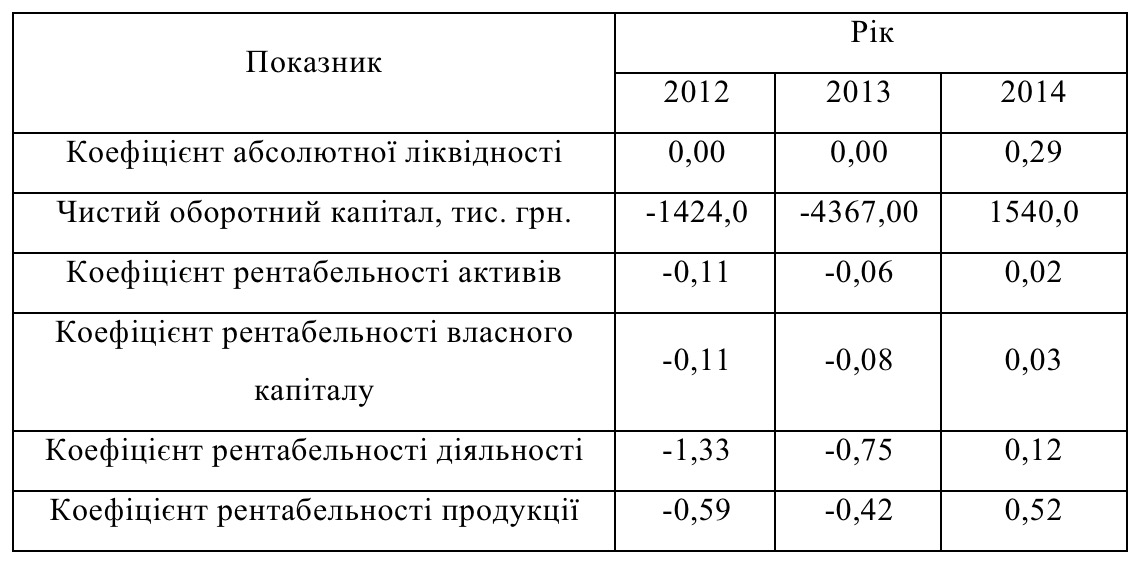 Показник
Рік
2012 2013 2014
Коефіцієнт абсолютної ліквідності 0,00 0,00 0,29
Чистий оборотний капітал, тис. грн. -1424,0 -4367,00 1540,0
Коефіцієнт рентабельності активів -0,11 -0,06 0,02
Коефіцієнт рентабельності власного
капіталу -0,11 -0,08 0,03
Коефіцієнт рентабельності діяльності -1,33 -0,75 0,12
Коефіцієнт рентабельності продукції -0,59 -0,42 0,52